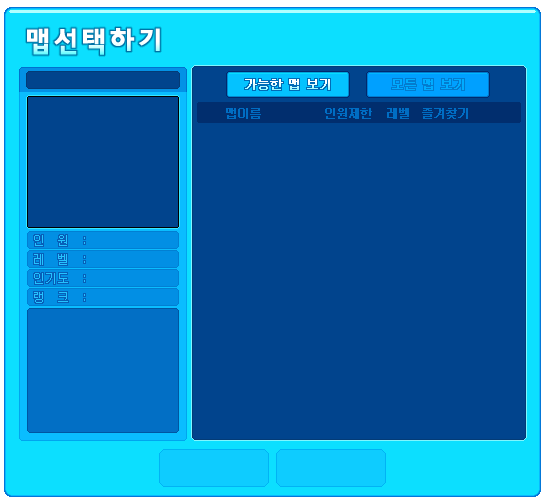 맵선택하기
가능한 맵 보기
모든 맵 보기
맵이름 인원제한 레벨 즐겨찾기
인 원 :
레 벨 :
인기도 :
랭 크 :